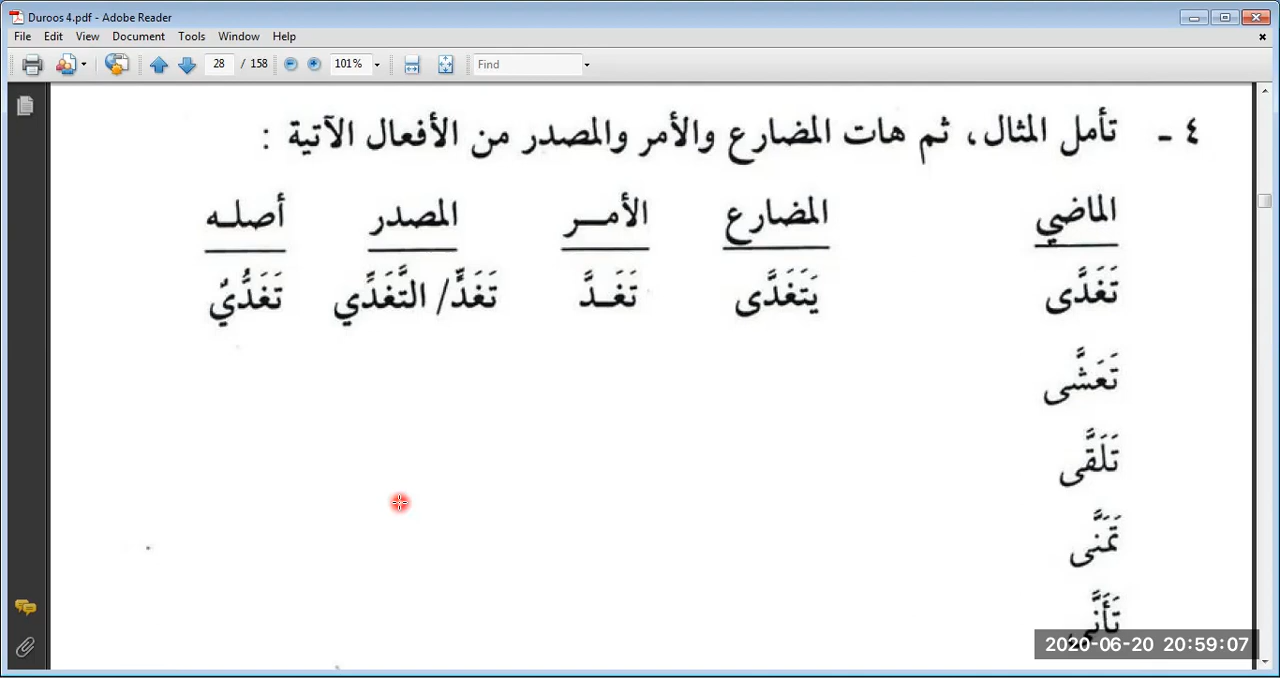 Duroos 4.pdf - Adobe Reader
File Edit View Document Tools Window Help
28 / 158 101% Find
٤ - تأمل المثال، ثم هات المضارع والأمر والمصدر من الأفعال الآتية :
الماضي المضارع الأمـــر المصدر أصلـه
تَغَدَّى يَتَغَدَّى تَغَــدَّ تَغَدٍّ/ التَّغَدِّي تَغَدُّيٌ
تَعَشَّى
تَلَقَّى
تَمَنَّى
تَأَنَّى
2020-06-20 20:59:07